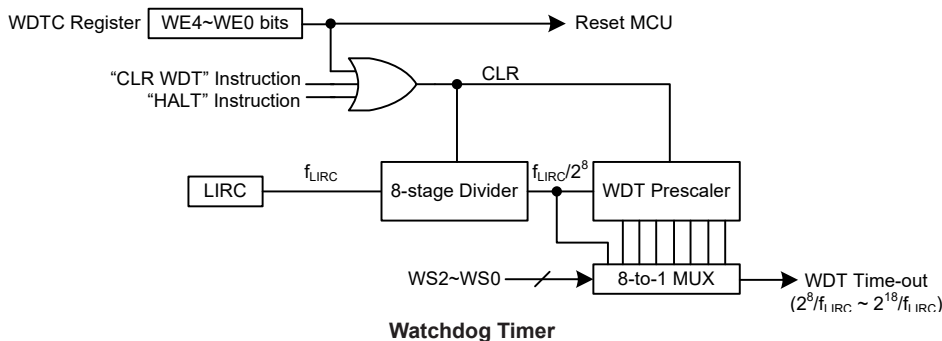 WDTC Register WE4~WE0 bits Reset MCU
“CLR WDT” Instruction
CLR
“HALT” Instruction
fLIRC
fLIRC/2⁸
LIRC
8-stage Divider
WDT Prescaler
WS2~WS0
8-to-1 MUX
WDT Time-out
(2⁸/fLIRC ~ 2¹⁸/fLIRC)
Watchdog Timer